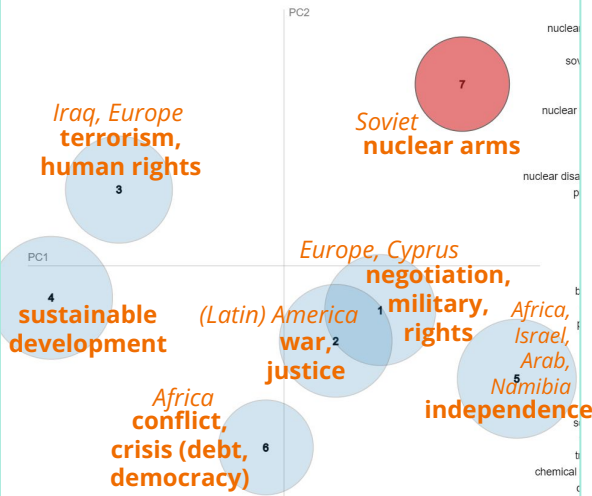 PC2
nuclear
sov
7
Iraq, Europe
terrorism,
human rights
3
Soviet
nuclear arms
nuclear
nuclear disa
p
PC1
4
sustainable
development
Europe, Cyprus
negotiation,
military,
rights
1
(Latin) America
war,
justice
2
b
p
Africa,
Israel,
Arab,
Namibia
independence
5
s
Africa
conflict,
crisis (debt,
democracy)
6
tr
chemical
c